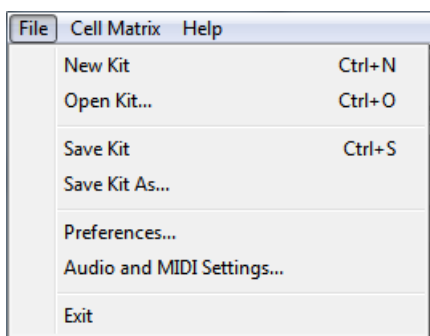 File Cell Matrix Help
New Kit Ctrl+N
Open Kit... Ctrl+O
Save Kit Ctrl+S
Save Kit As...
Preferences...
Audio and MIDI Settings...
Exit